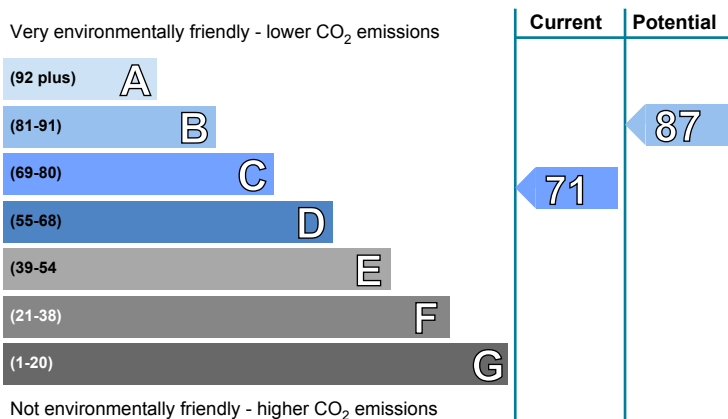 Very environmentally friendly - lower CO2 emissions
Current
Potential
(92 plus) A
(81-91) B
87
(69-80) C
71
(55-68) D
(39-54 E
(21-38) F
(1-20) G
Not environmentally friendly - higher CO2 emissions